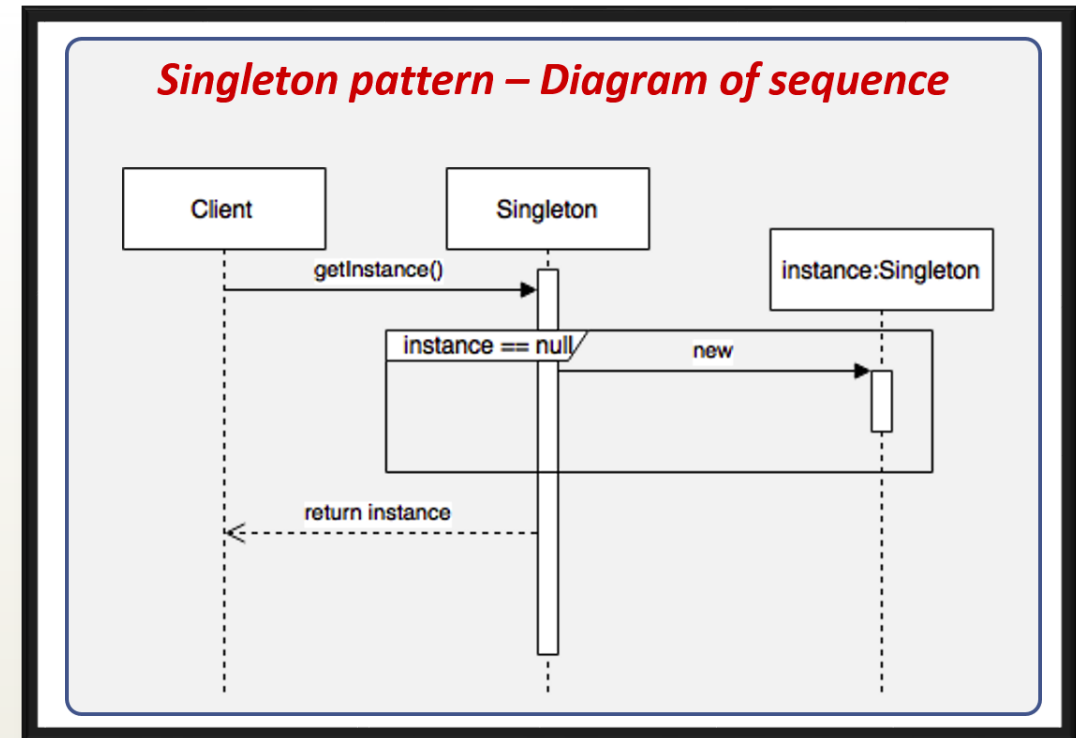 Singleton pattern – Diagram of sequence
Client
Singleton
instance:Singleton
getInstance()
instance == null
new
return instance